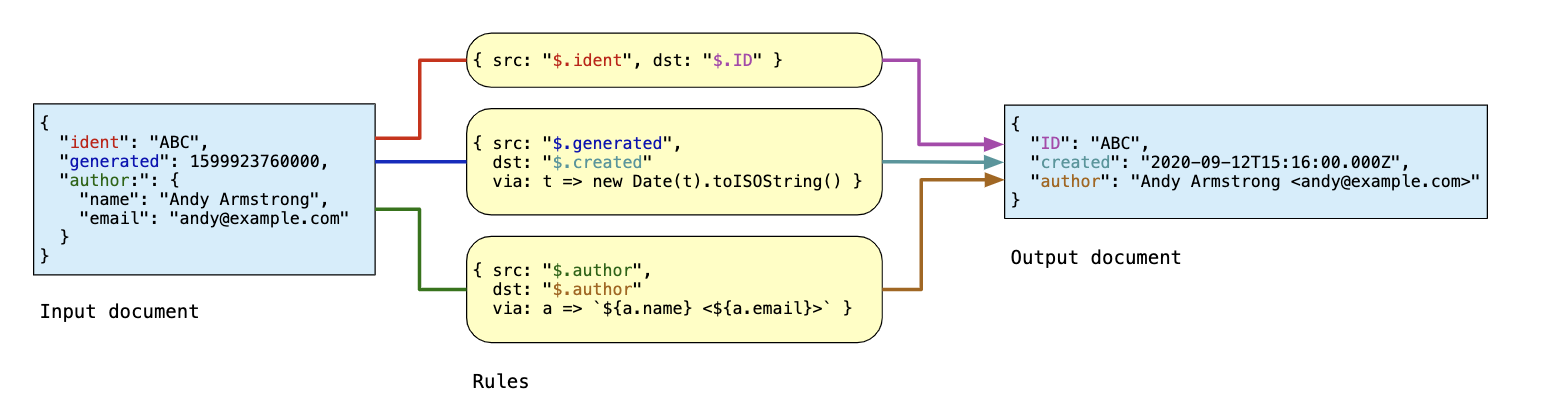 {
  "ident": "ABC",
  "generated": 1599923760000,
  "author:": {
    "name": "Andy Armstrong",
    "email": "andy@example.com"
  }
}
Input document
{ src: "$.ident", dst: "$.ID" }
{ src: "$.generated",
  dst: "$.created"
  via: t => new Date(t).toISOString() }
{ src: "$.author",
  dst: "$.author"
  via: a => `${a.name} <${a.email}>` }
Rules
{
  "ID": "ABC",
  "created": "2020-09-12T15:16:00.000Z",
  "author": "Andy Armstrong <andy@example.com>"
}
Output document